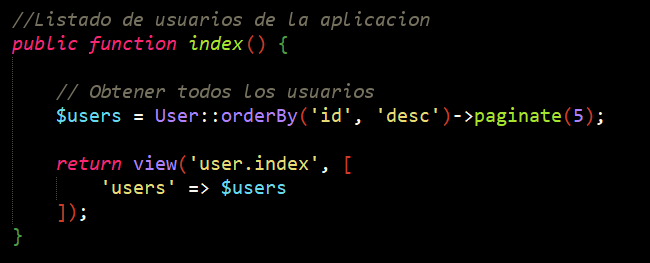 //Listado de usuarios de la aplicacion
public function index() {
// Obtener todos los usuarios
$users = User::orderBy('id', 'desc')->paginate(5);
return view('user.index', [
'users' => $users
]);
}